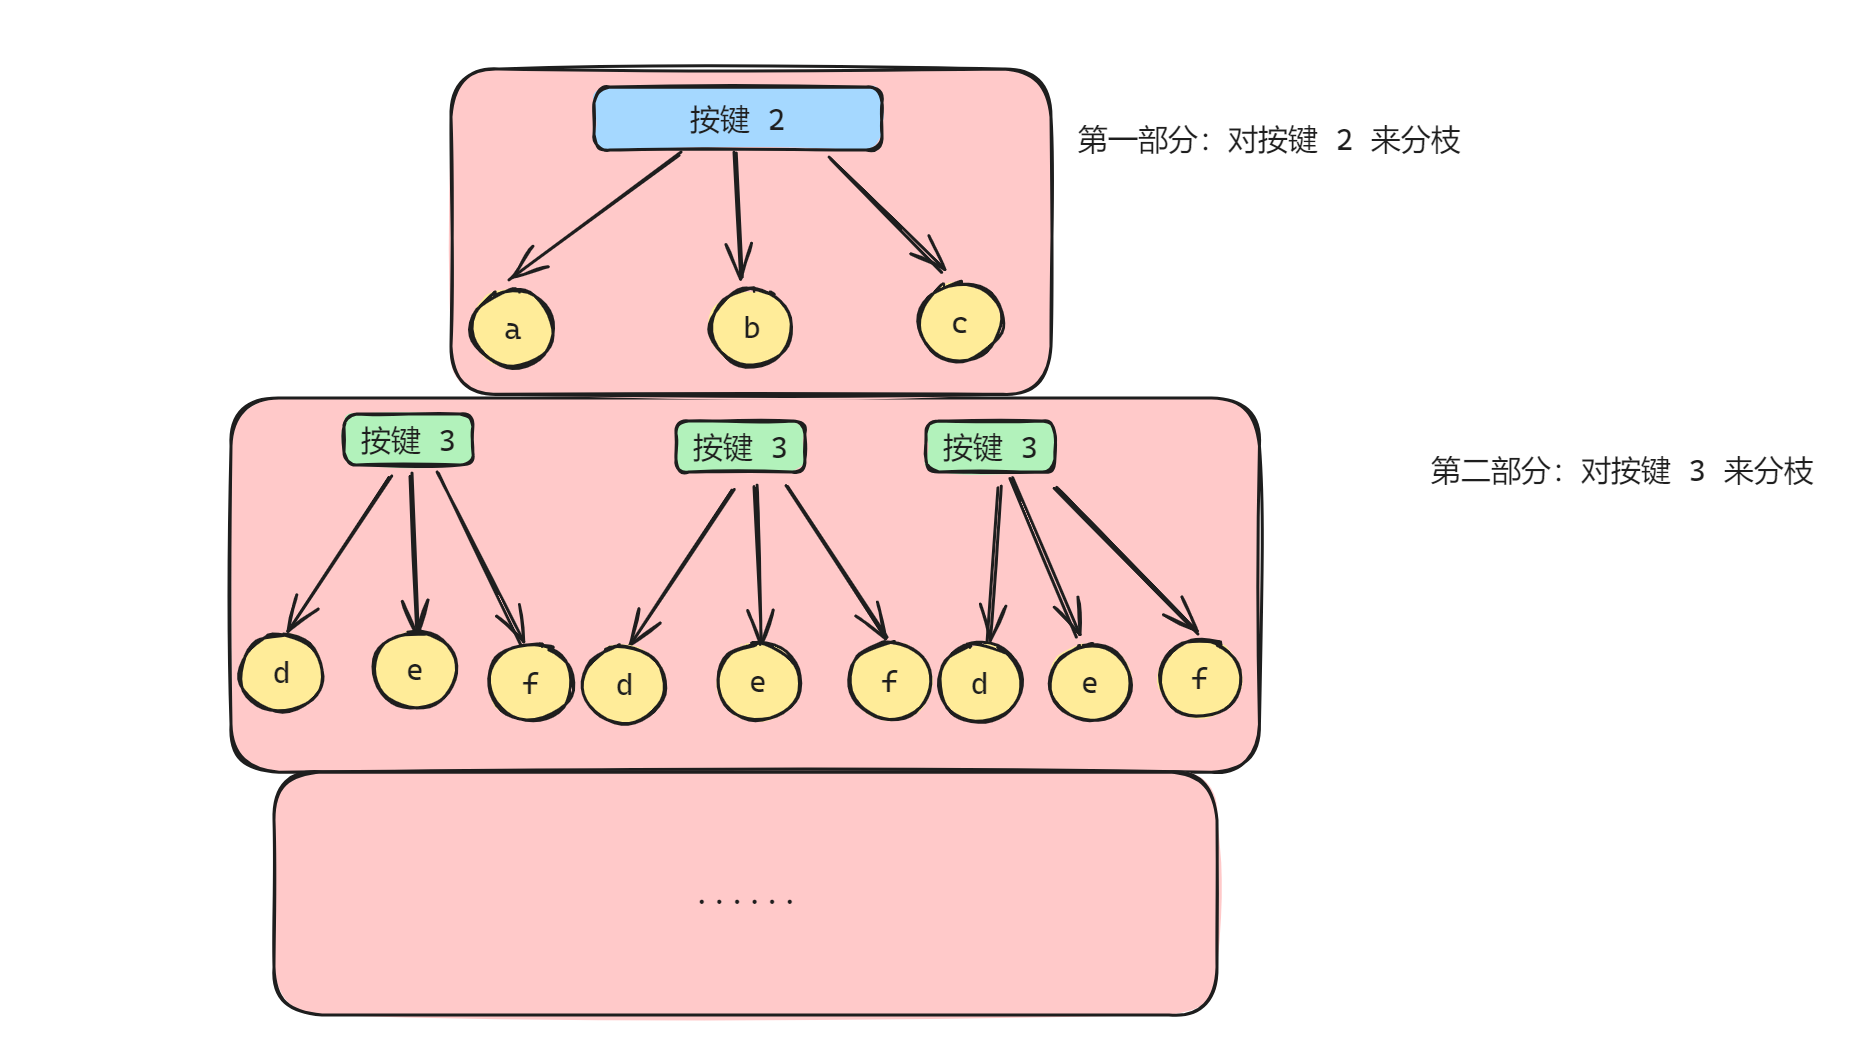 按键 2
第一部分：对按键 2 来分枝
a
b
c
按键 3
按键 3
按键 3
第二部分：对按键 3 来分枝
d
e
f
d
e
f
d
e
f
......